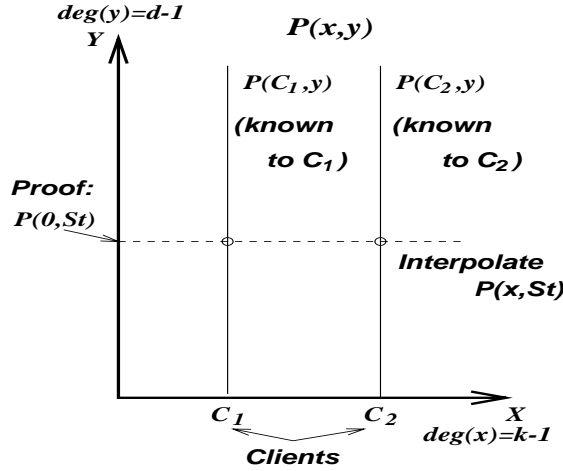 deg(y)=d-1
P(x,y)
Y
P(C1,y)
P(C2,y)
(known
to C1)
(known
to C2)
Proof:
P(0,St)
Interpolate
P(x,St)
C1
C2
X
deg(x)=k-1
Clients